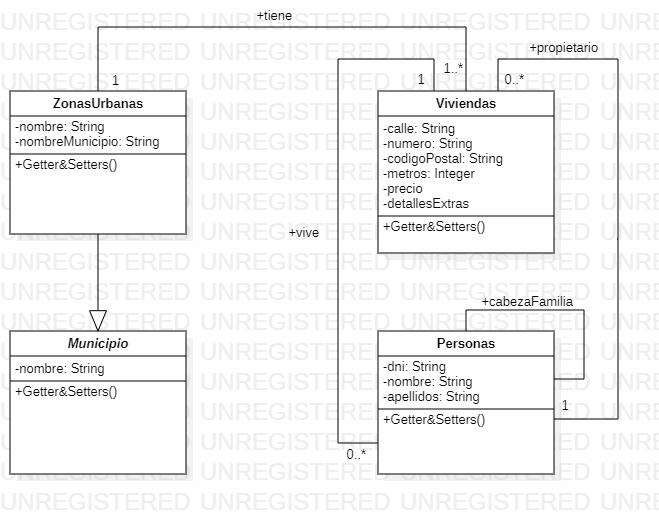 +tiene
+propietario
1
1
1..*
0..*
ZonasUrbanas
-nombre: String
-nombreMunicipio: String
+Getter&Setters()
Viviendas
-calle: String
-numero: String
-codigoPostal: String
-metros: Integer
-precio
-detallesExtras
+Getter&Setters()
+vive
+cabezaFamilia
Municipio
-nombre: String
+Getter&Setters()
Personas
-dni: String
-nombre: String
-apellidos: String
+Getter&Setters()
1
0..*
UNREGISTERED UNREGISTERED UNREGISTERED